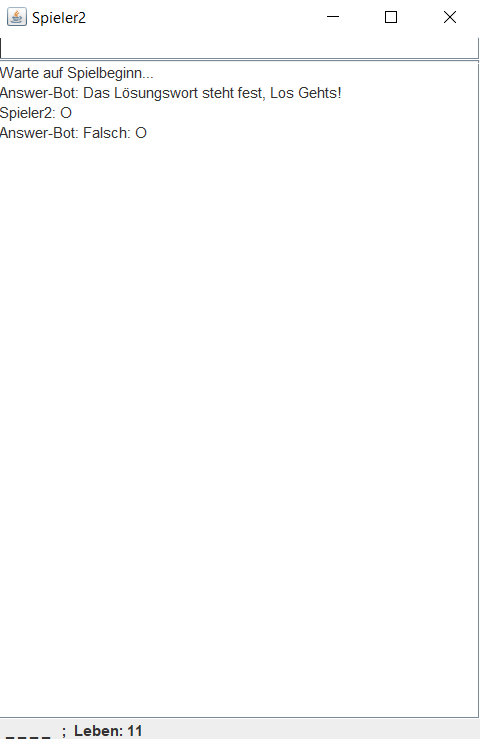 Spieler2
Warte auf Spielbeginn...
Answer-Bot: Das Lösungswort steht fest, Los Gehts!
Spieler2: O
Answer-Bot: Falsch: O
_ _ _ _ ; Leben: 11